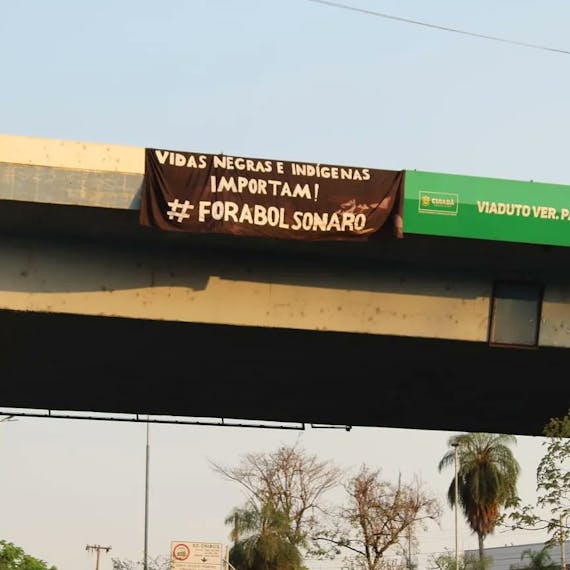 VIDAS NEGRAS E INDÍGENAS
IMPORTAM!
# FORABOLSONARO
CUIABÁ
VIADUTO VER. PA